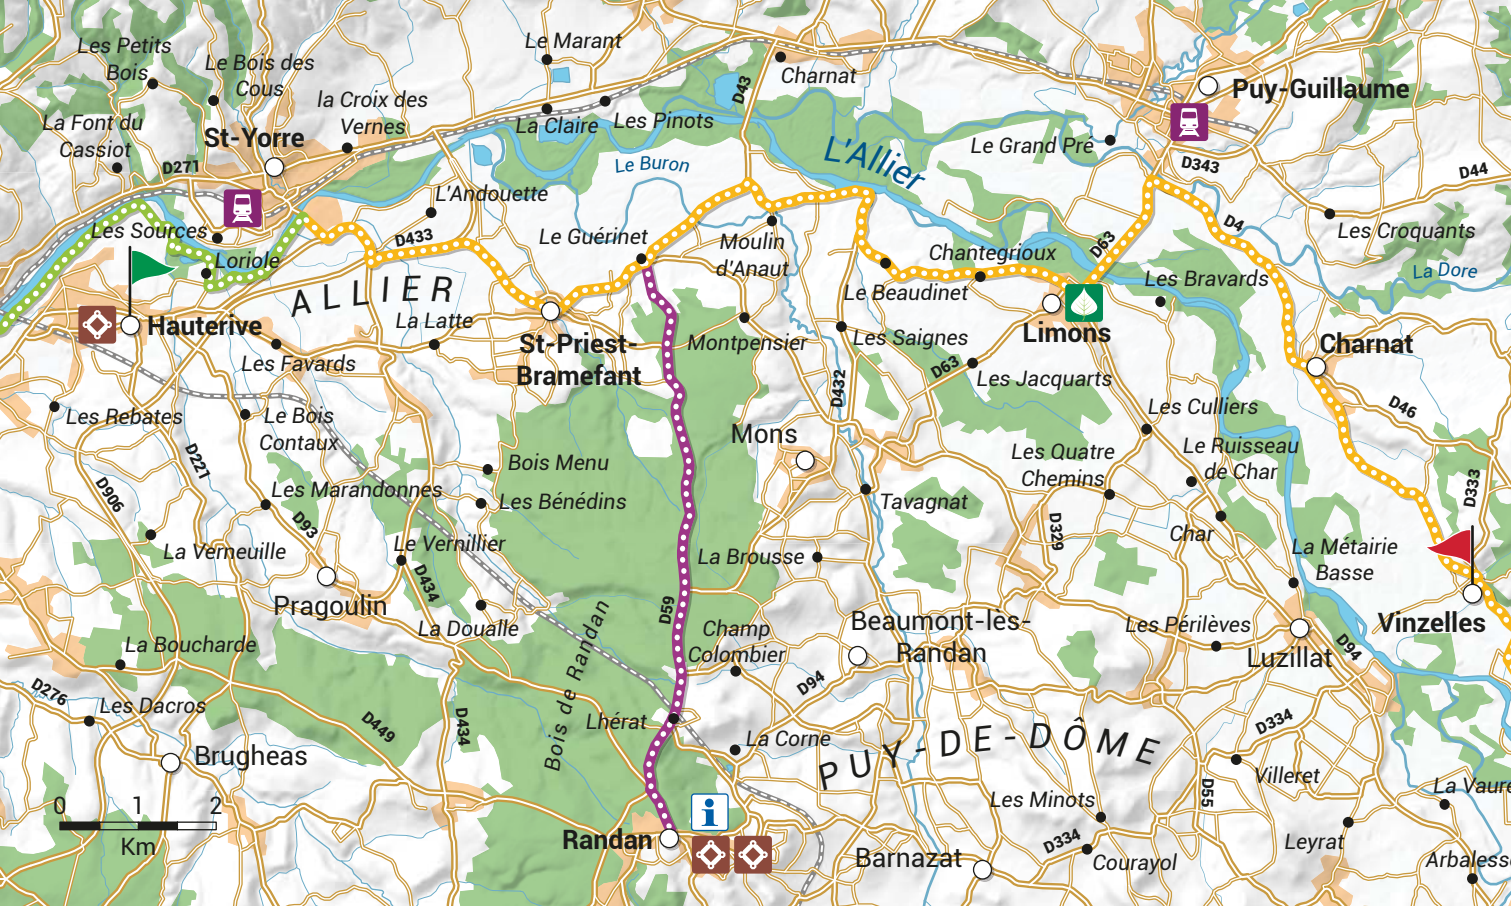 Le Marant
Les Petits
Bois
Le Bois des
Cous
Charnat
Puy-Guillaume
D43
la Croix des
Vernes
La Claire
Les Pinots
La Font du
Cassiot
St-Yorre
D271
Le Grand Pré
L'Allier
Le Buron
D343
D44
L'Andouette
Les Sources
D433
Le Guérinet
Moulin
d'Anaut
Chantegrioux
D63
D4
Les Croquants
Loriole
La Dore
Les Bravards
Le Beaudinet
ALLIER
Hauterive
La Latte
St-Priest-
Bramefant
Montpensier
Les Saignes
Limons
Charnat
Les Favards
D63
Les Jacquarts
D432
Les Rebates
Le Bois
Contaux
Les Culliers
D46
Mons
Les Quatre
Chemins
Le Ruisseau
de Char
D221
Bois Menu
D906
Les Marandonnes
Les Bénédins
Tavagnat
D333
D93
D329
Char
La Verneuille
Le Vernillier
La Brousse
La Métairie
Basse
D434
Pragoulin
D59
La Doualle
Champ
Colombier
Beaumont-lès-
Randan
Les Périlèves
Vinzelles
La Boucharde
Luzillat
D94
Bois de Randan
D94
D276
Les Dacros
D449
D434
Lhérat
La Corne
PUY-DE-DÔME
D334
Brugheas
Villeret
D55
La Vaure
0 1 2
Km
Les Minots
i
Randan
D334
Leyrat
Barnazat
Courayol
Arbaless